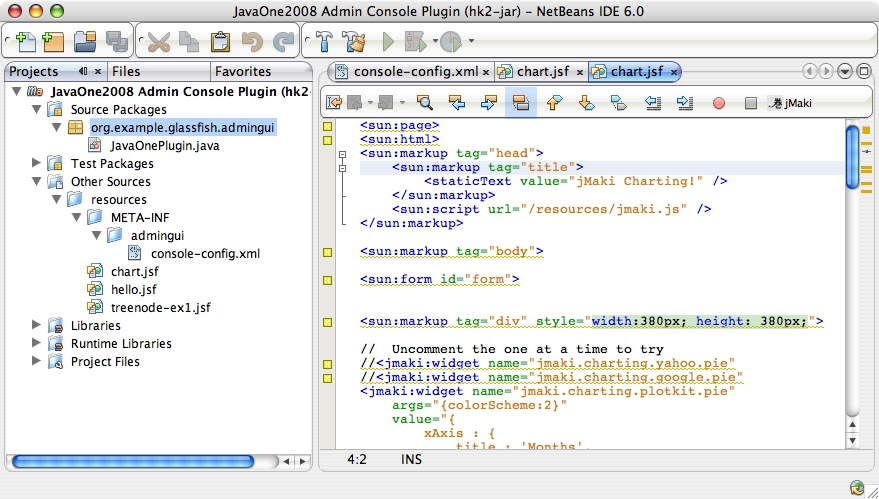 JavaOne2008 Admin Console Plugin (hk2-jar) - NetBeans IDE 6.0
jMaki
Projects
Files
Favorites
console-config.xml
chart.jsf
chart.jsf
JavaOne2008 Admin Console Plugin (hk2-
Source Packages
org.example.glassfish.admingui
JavaOnePlugin.java
Test Packages
Other Sources
resources
META-INF
admingui
console-config.xml
chart.jsf
hello.jsf
treenode-ex1.jsf
Libraries
Runtime Libraries
Project Files
<sun:page>
<sun:html>
<sun:markup tag="head">
<sun:markup tag="title">
<staticText value="jMaki Charting!" />
</sun:markup>
<sun:script url="/resources/jmaki.js" />
</sun:markup>
<sun:markup tag="body">
<sun:form id="form">
<sun:markup tag="div" style="width:380px; height: 380px;">
// Uncomment the one at a time to try
//<jmaki:widget name="jmaki.charting.yahoo.pie"
//<jmaki:widget name="jmaki.charting.google.pie"
<jmaki:widget name="jmaki.charting.plotkit.pie"
args="{colorScheme:2}"
value="{
xAxis : {
title : 'Months',
4:2 INS